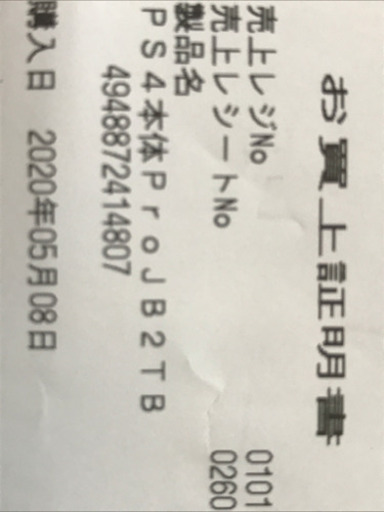 お買上証明書
売上レジNo 0101
売上レシートNo 0260
製品名
PS4本体ProJB2TB
4948872414807
購入日 2020年05月08日